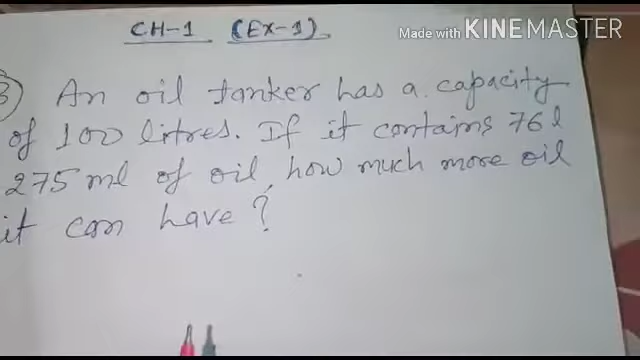 CH-1 (EX-1)
Made with KINEMASTER
3) An oil tanker has a capacity
of 100 litres. If it contains 76 l
275 ml of oil, how much more oil
it can have?